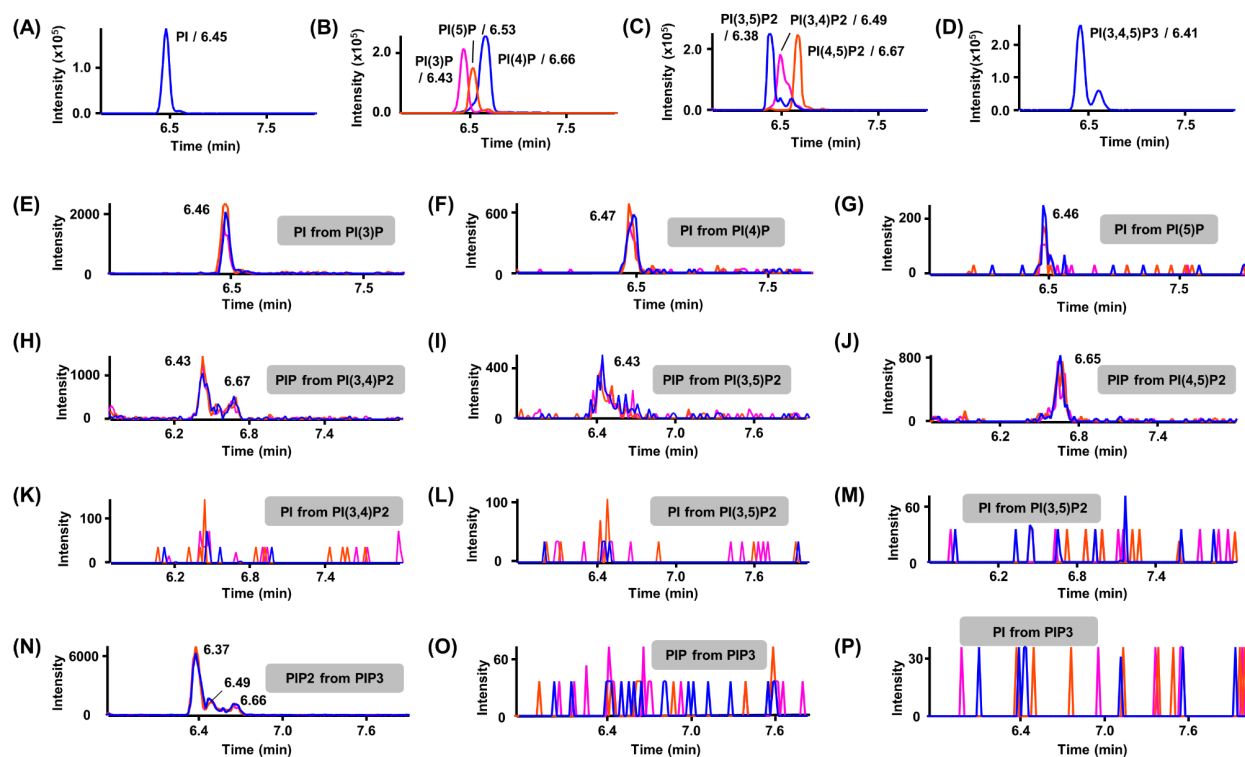 (A)
Intensity (x10⁵)
1.0
0.0
PI / 6.45
6.5
7.5
Time (min)
(B)
Intensity (x10⁵)
2.0
0.0
PI(5)P / 6.53
PI(3)P
/ 6.43
PI(4)P / 6.66
6.5
7.5
Time (min)
(C)
Intensity (x10⁵)
2.0
0.0
PI(3,5)P2
/ 6.38
PI(3,4)P2 / 6.49
PI(4,5)P2 / 6.67
6.5
7.5
Time (min)
(D)
Intensity (x10⁵)
2.0
1.0
0.0
PI(3,4,5)P3 / 6.41
6.5
7.5
Time (min)
(E)
Intensity
2000
0
6.46
PI from PI(3)P
6.5
7.5
Time (min)
(F)
Intensity
600
0
6.47
PI from PI(4)P
6.5
7.5
Time (min)
(G)
Intensity
200
0
6.46
PI from PI(5)P
6.5
7.5
Time (min)
(H)
Intensity
1000
0
6.43
6.67
PIP from PI(3,4)P2
6.2
6.8
7.4
Time (min)
(I)
Intensity
400
0
6.43
PIP from PI(3,5)P2
6.4
7.0
7.6
Time (min)
(J)
Intensity
800
0
6.65
PIP from PI(4,5)P2
6.2
6.8
7.4
Time (min)
(K)
Intensity
100
0
PI from PI(3,4)P2
6.2
6.8
7.4
Time (min)
(L)
Intensity
100
0
PI from PI(3,5)P2
6.4
7.0
7.6
Time (min)
(M)
Intensity
60
0
PI from PI(3,5)P2
6.2
6.8
7.4
Time (min)
(N)
Intensity
6000
0
6.37
6.49
6.66
PIP2 from PIP3
6.4
7.0
7.6
Time (min)
(O)
Intensity
60
0
PIP from PIP3
6.4
7.0
7.6
Time (min)
(P)
Intensity
30
0
PI from PIP3
6.4
7.0
7.6
Time (min)